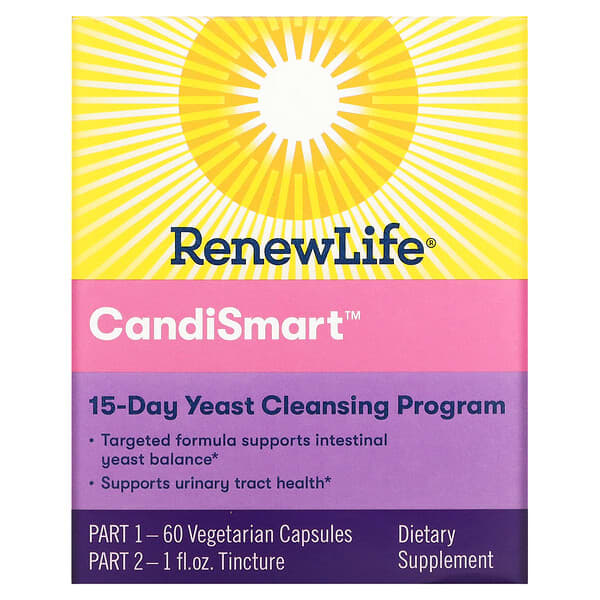 RenewLife®
CandiSmart™
15-Day Yeast Cleansing Program
• Targeted formula supports intestinal
yeast balance*
• Supports urinary tract health*
PART 1 – 60 Vegetarian Capsules
PART 2 – 1 fl.oz. Tincture
Dietary
Supplement